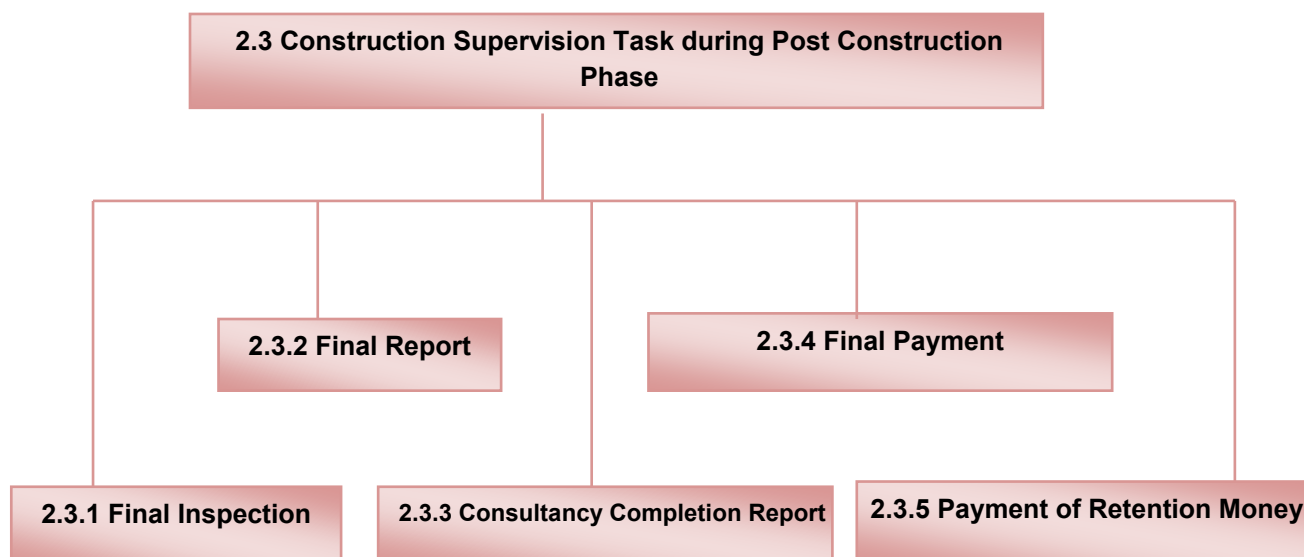 2.3 Construction Supervision Task during Post Construction
Phase
2.3.2 Final Report
2.3.4 Final Payment
2.3.1 Final Inspection
2.3.3 Consultancy Completion Report
2.3.5 Payment of Retention Money